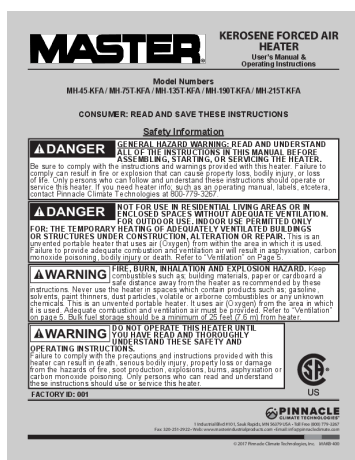 MASTER®
KEROSENE FORCED AIR
HEATER
User's Manual &
Operating Instructions
Model Numbers
MH-45-KFA / MH-75T-KFA / MH-135T-KFA / MH-190T-KFA / MH-215T-KFA
CONSUMER: READ AND SAVE THESE INSTRUCTIONS
Safety Information
DANGER
GENERAL HAZARD WARNING: READ AND UNDERSTAND
ALL OF THE INSTRUCTIONS IN THIS MANUAL BEFORE
ASSEMBLING, STARTING, OR SERVICING THE HEATER.
Be sure to comply with the instructions and warnings provided with this heater. Failure to
comply can result in fire or explosion that can cause property loss, bodily injury, or loss
of life. Only persons who can follow and understand these instructions should operate or
service this heater. If you need heater info; such as an operating manual, labels, etcetera,
contact Pinnacle Climate Technologies at 800-779-3267.
DANGER
NOT FOR USE IN RESIDENTIAL LIVING AREAS OR IN
ENCLOSED SPACES WITHOUT ADEQUATE VENTILATION.
FOR OUTDOOR USE. INDOOR USE PERMITTED ONLY
FOR: THE TEMPORARY HEATING OF ADEQUATELY VENTILATED BUILDINGS
OR STRUCTURES UNDER CONSTRUCTION, ALTERATION OR REPAIR. This is an
unvented portable heater that uses air (Oxygen) from within the area in which it is used.
Failure to provide adequate combustion and ventilation air will result in asphyxiation, carbon
monoxide poisoning, bodily injury or death. Refer to "Ventilation" on Page 5.
WARNING
FIRE, BURN, INHALATION AND EXPLOSION HAZARD. Keep
combustibles such as; building materials, paper or cardboard a
safe distance away from the heater as recommended by these
instructions. Never use the heater in spaces which contain products such as; gasoline,
solvents, paint thinners, dust particles, volatile or airborne combustibles or any unknown
chemicals. This is an unvented portable heater. It uses air (Oxygen) from the area in which
it is used. Adequate combustion and ventilation air must be provided. Refer to "Ventilation"
on page 5. Bulk fuel storage should be a minimum of 25 feet (7.6 m) from heater.
WARNING
DO NOT OPERATE THIS HEATER UNTIL
YOU HAVE READ AND THOROUGHLY
UNDERSTAND THESE SAFETY AND
OPERATING INSTRUCTIONS.
Failure to comply with the precautions and instructions provided with this
heater can result in death, serious bodily injury, property loss or damage
from the hazards of fire, soot production, explosions, burns, asphyxiation or
carbon monoxide poisoning. Only persons who can read and understand
these instructions should use or service this heater.
FACTORY ID: 001
US
PINNACLE
CLIMATE TECHNOLOGIES